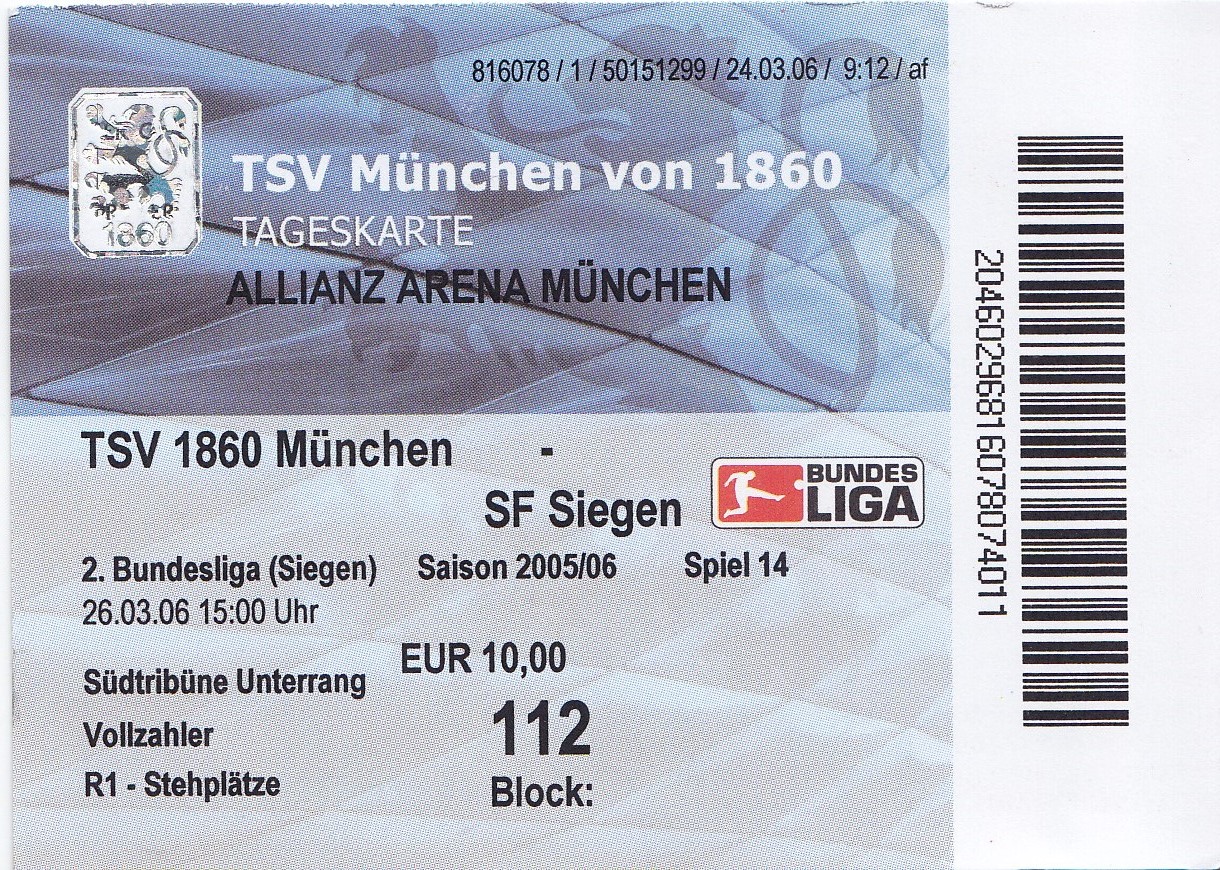 816078 / 1 / 50151299 / 24.03.06 / 9:12 / af
1860
TSV München von 1860
TAGESKARTE
ALLIANZ ARENA MÜNCHEN
TSV 1860 München -
SF Siegen
BUNDES
LIGA
2. Bundesliga (Siegen) Saison 2005/06 Spiel 14
26.03.06 15:00 Uhr
EUR 10,00
Südtribüne Unterrang
112
Vollzahler
R1 - Stehplätze
Block:
20460296816078074011